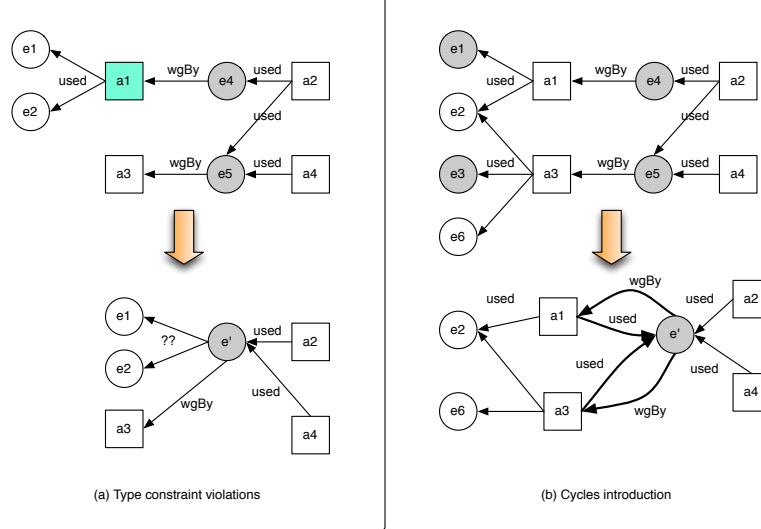 e1
used
a1
wgBy
e4
used
a2
e2
used
a3
wgBy
e5
used
a4
e1
??
e2
e'
used
a2
wgBy
used
a3
a4
(a) Type constraint violations
e1
used
a1
wgBy
e4
used
a2
e2
used
e3
used
a3
wgBy
e5
used
a4
e6
wgBy
used
a1
used
used
a2
e2
e'
used
used
a4
e6
a3
wgBy
(b) Cycles introduction